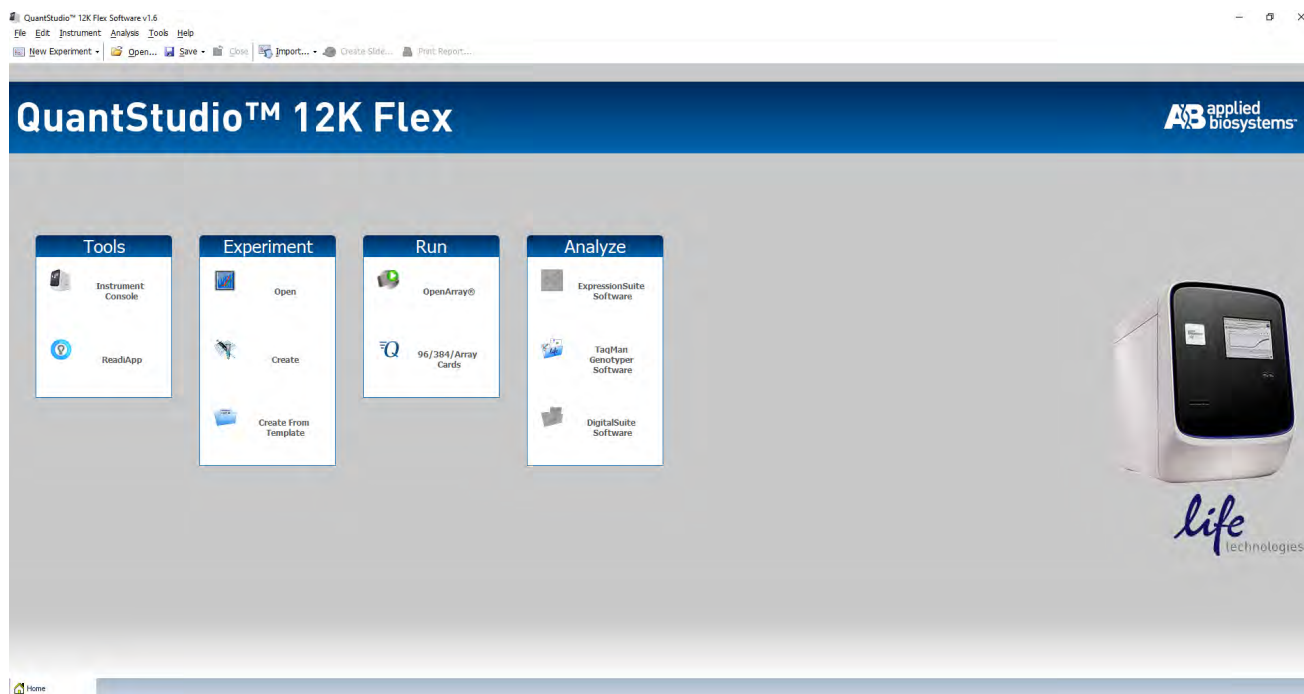 QuantStudio™ 12K Flex Software v1.6
File Edit Instrument Analysis Tools Help
New Experiment Open... Save Close Import... Create Slide... Print Report...
QuantStudio™ 12K Flex
AB applied
biosystems™
Tools
Instrument
Console
ReadiApp
Experiment
Open
Create
Create From
Template
Run
OpenArray®
96/384/Array
Cards
Analyze
ExpressionSuite
Software
TaqMan
Genotyper
Software
DigitalSuite
Software
life
technologies
Home